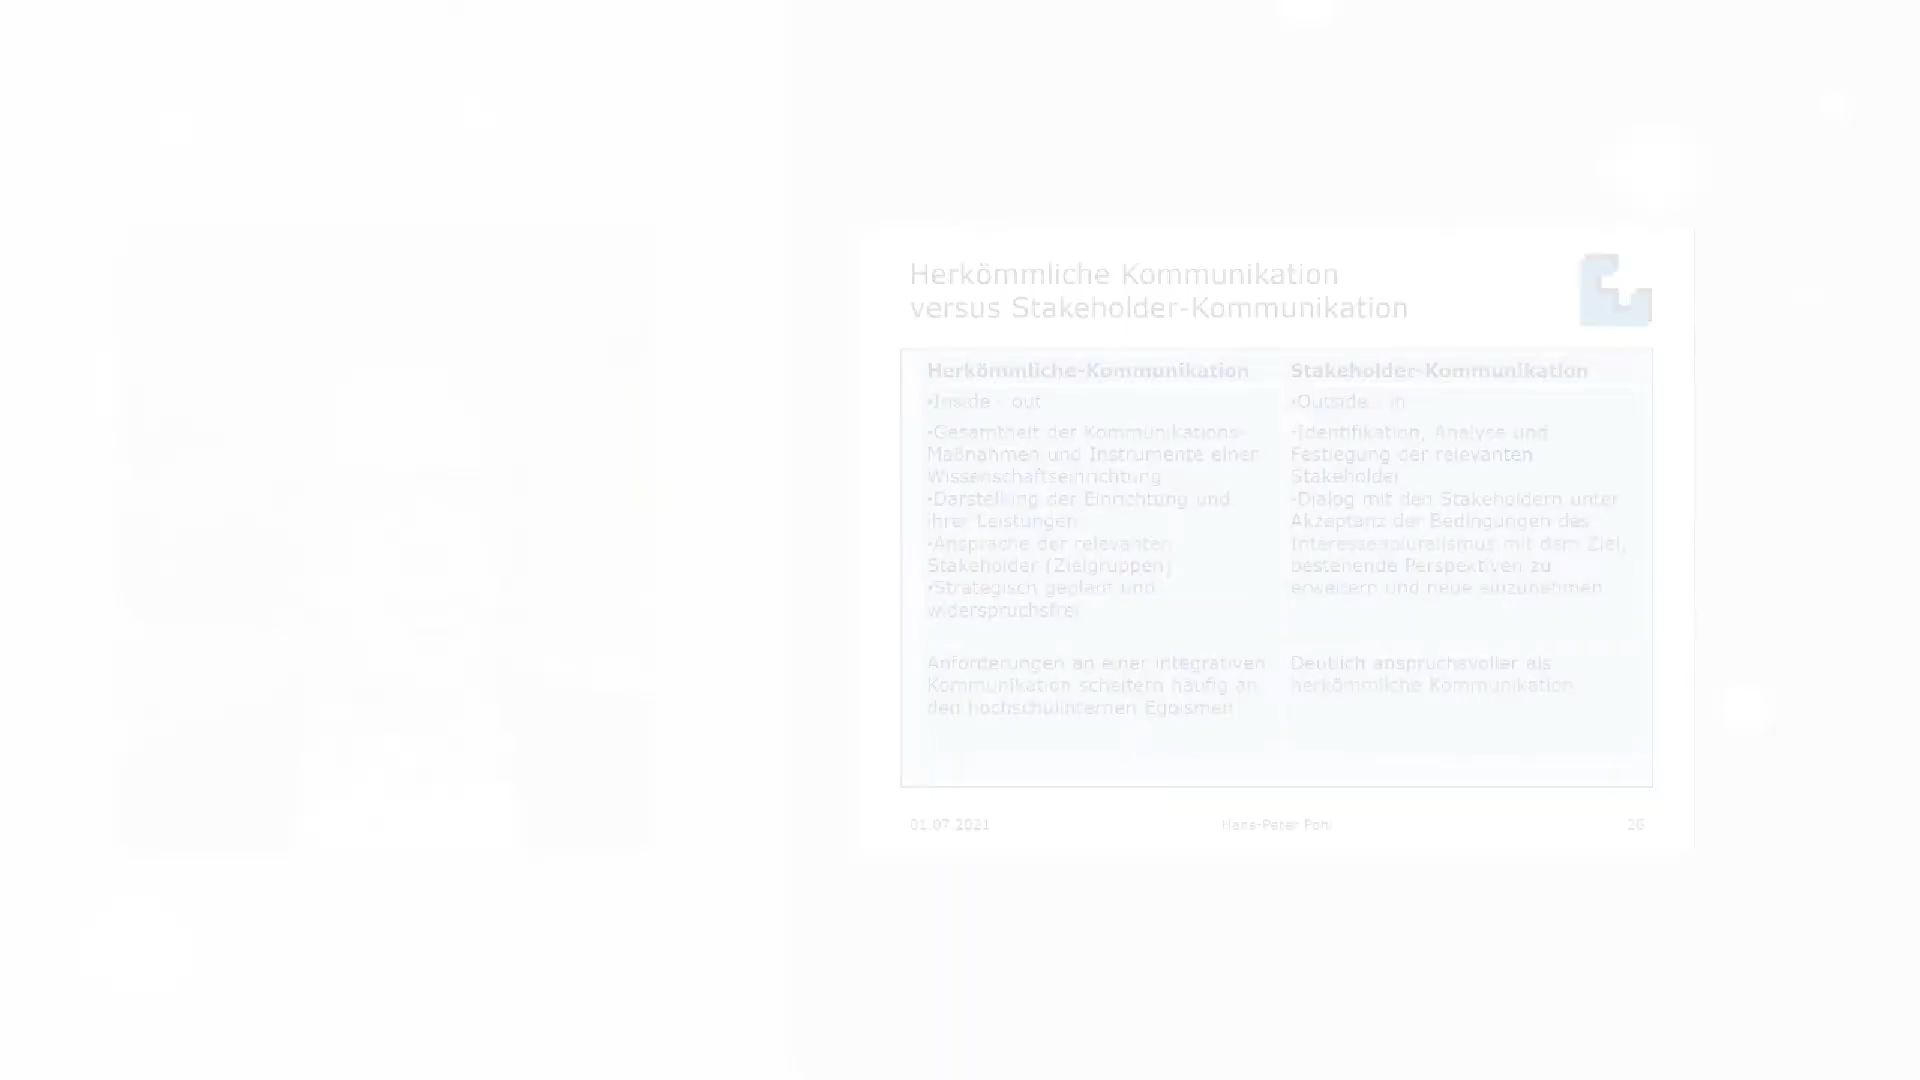 Herkömmliche Kommunikation
versus Stakeholder-Kommunikation
Herkömmliche-Kommunikation
•Inside - out
•Gesamtheit der Kommunikations-
Maßnahmen und Instrumente einer
Wissenschaftseinrichtung
•Darstellung der Einrichtung und
ihrer Leistungen
•Ansprache der relevanten
Stakeholder (Zielgruppen)
•Strategisch geplant und
widerspruchsfrei
Anforderungen an einer integrativen
Kommunikation scheitern häufig an
den hochschulinternen Egoismen
Stakeholder-Kommunikation
•Outside - in
•Identifikation, Analyse und
Festlegung der relevanten
Stakeholder
•Dialog mit den Stakeholdern unter
Akzeptanz der Bedingungen des
Interessenpluralismus mit dem Ziel,
bestehende Perspektiven zu
erweitern und neue einzunehmen
Deutlich anspruchsvoller als
herkömmliche Kommunikation
01.07.2021
Hans-Peter
26